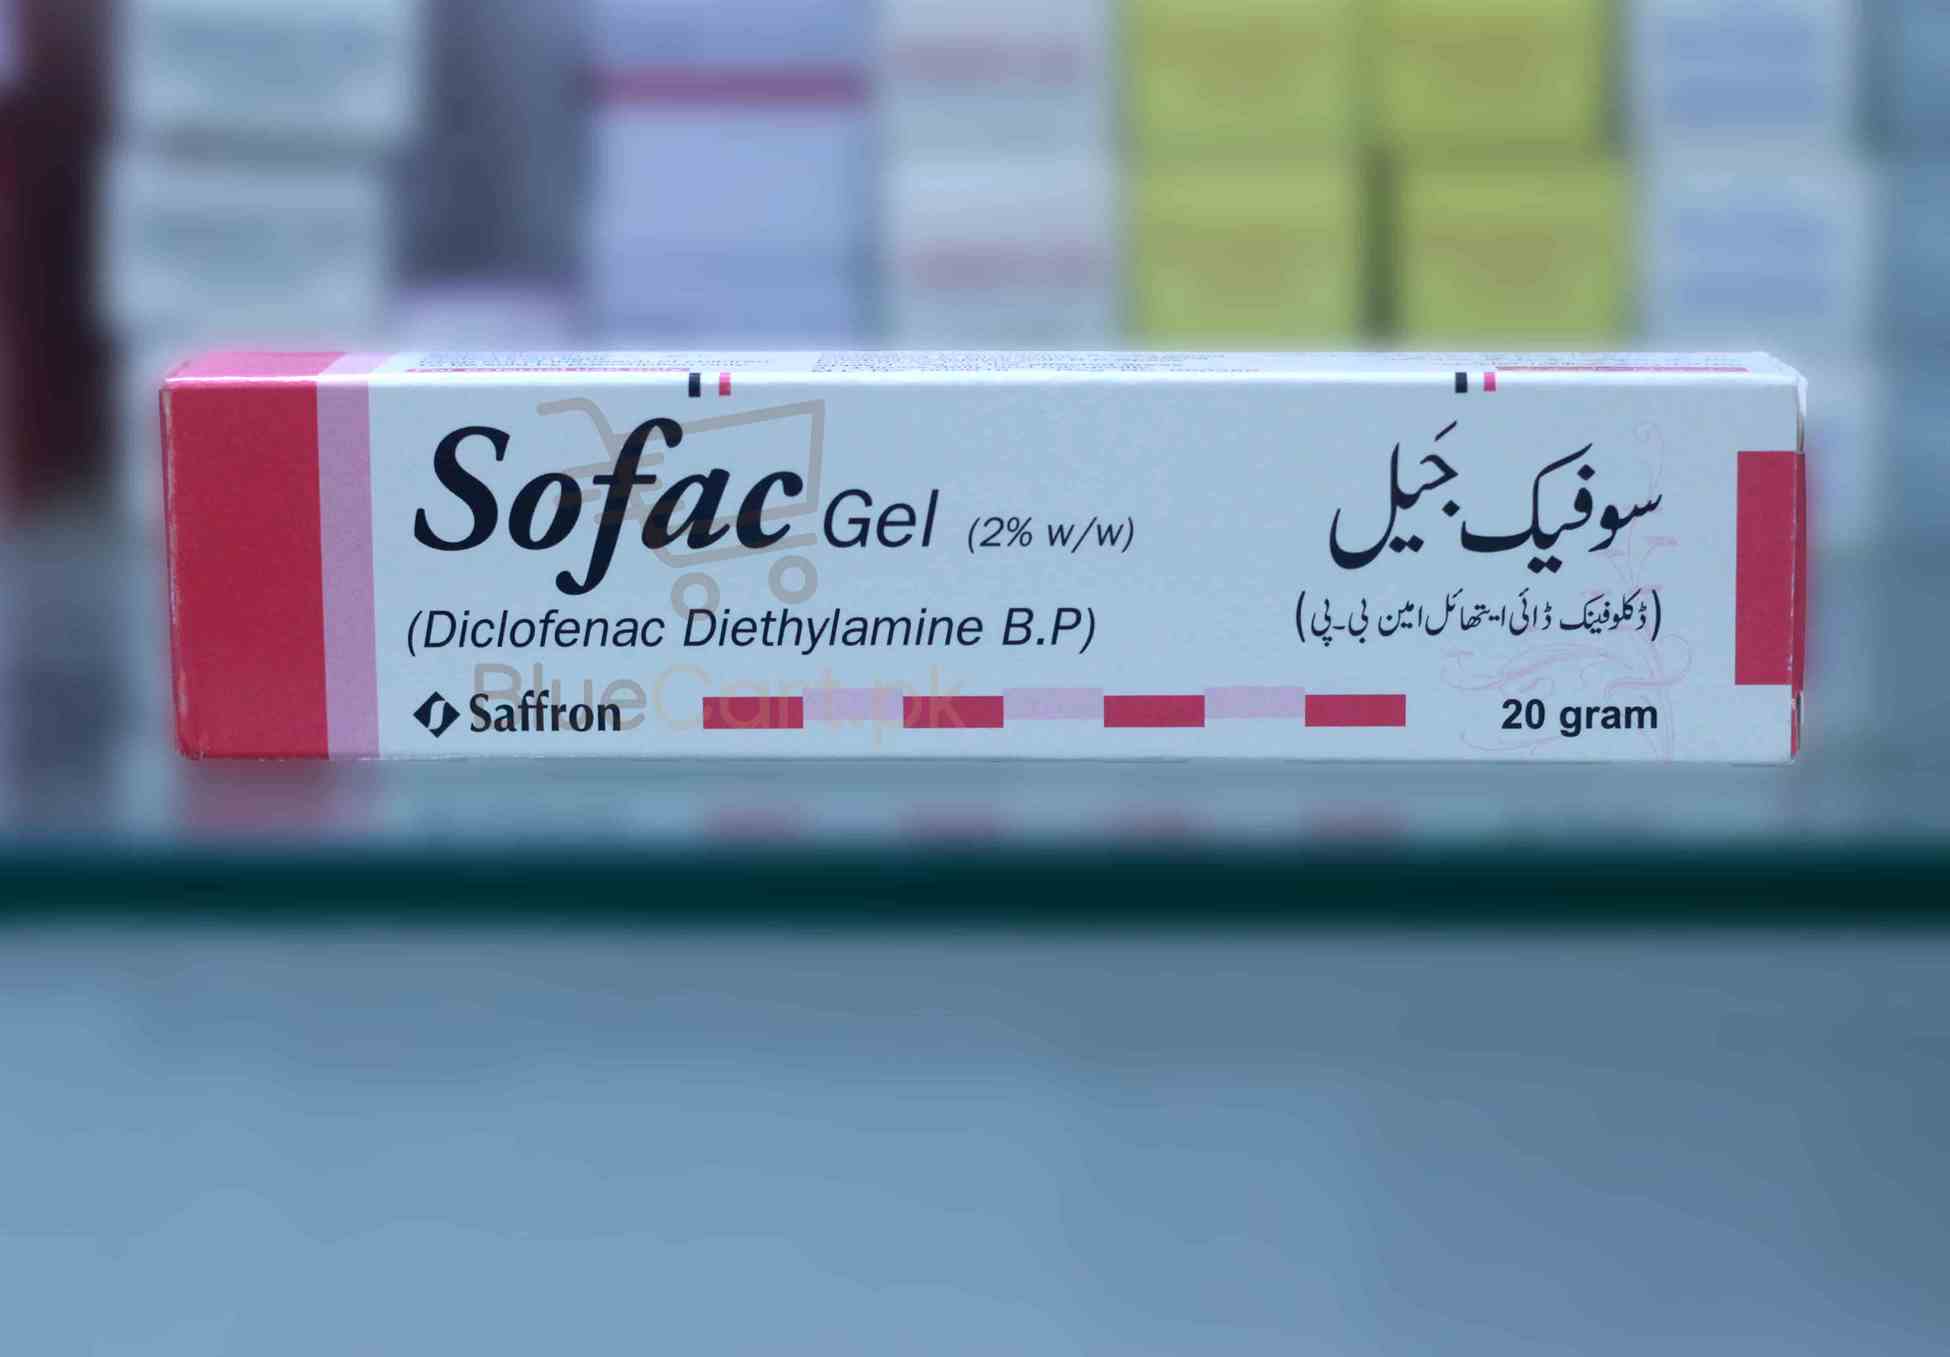 Sofac Gel (2% w/w)
(Diclofenac Diethylamine B.P)
Saffron
سوفیک جَیل
(ڈکلوفینک ڈائی ایتھائل امین بی۔پی)
20 gram
BlueCart.pk